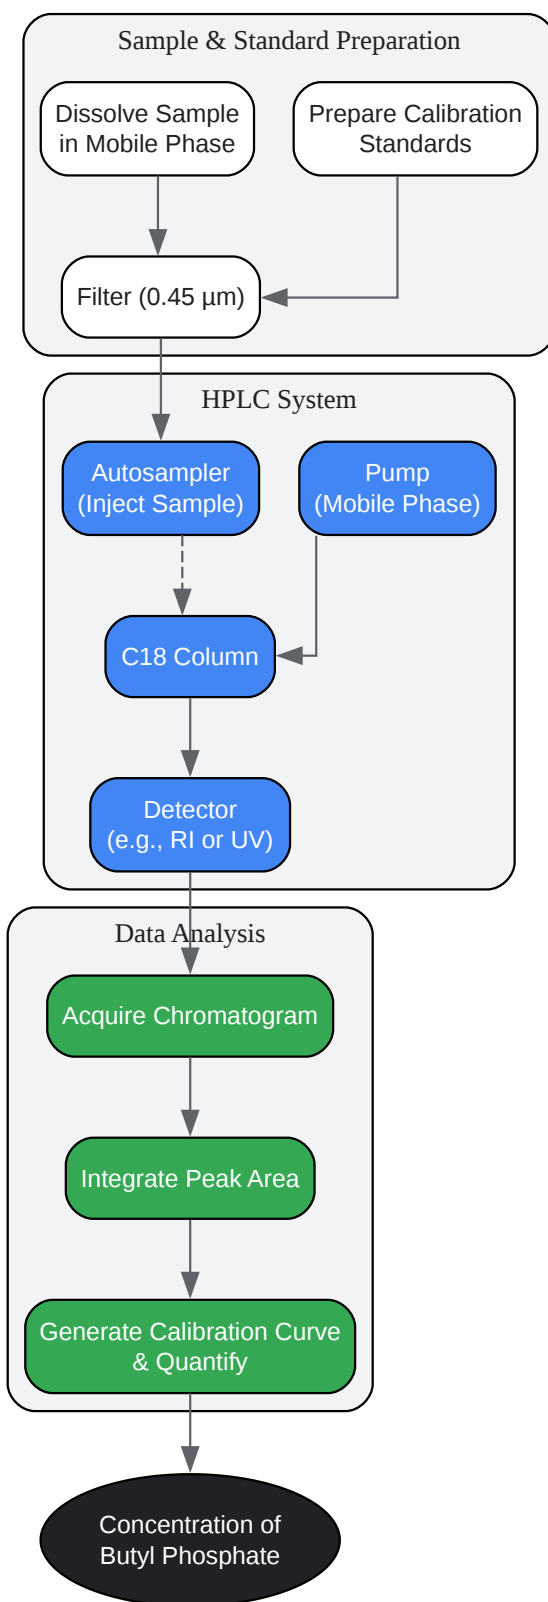 Sample & Standard Preparation
Dissolve Sample
in Mobile Phase
Prepare Calibration
Standards
Filter (0.45 µm)
HPLC System
Autosampler
(Inject Sample)
Pump
(Mobile Phase)
C18 Column
Detector
(e.g., RI or UV)
Data Analysis
Acquire Chromatogram
Integrate Peak Area
Generate Calibration Curve
& Quantify
Concentration of
Butyl Phosphate